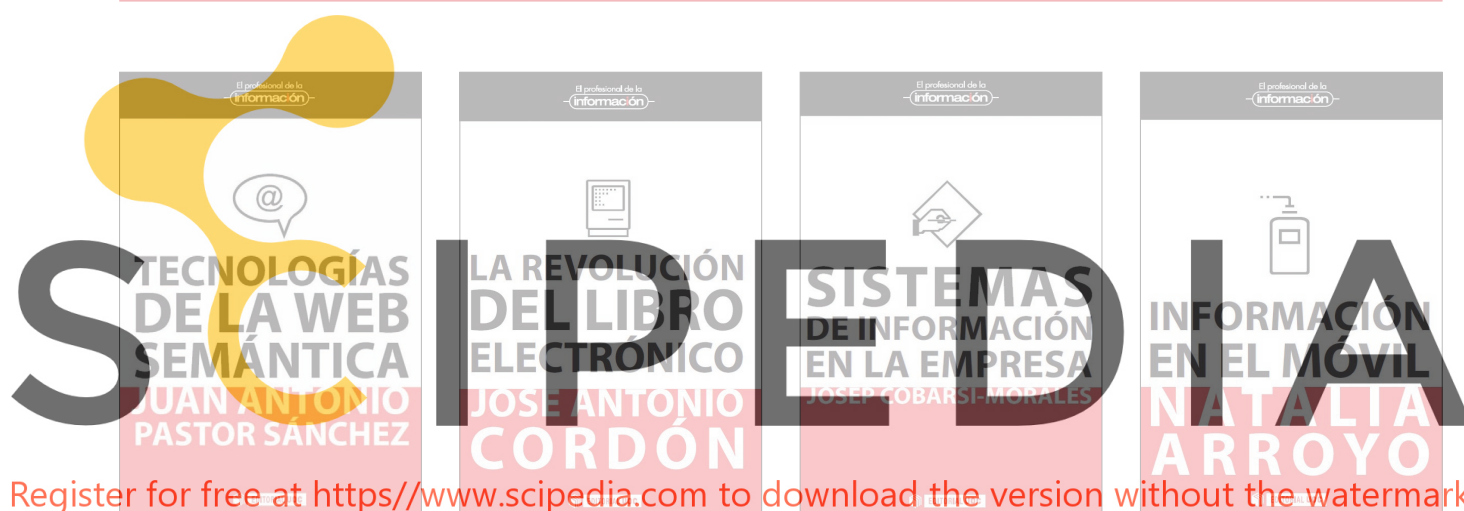 El profesional de la
información
@
TECNOLOGÍAS
DE LA WEB
SEMÁNTICA
JUAN ANTONIO
PASTOR SÁNCHEZ
El profesional de la
información
LA REVOLUCIÓN
DEL LIBRO
ELECTRÓNICO
JOSÉ ANTONIO
CORDÓN
El profesional de la
información
SISTEMAS
DE INFORMACIÓN
EN LA EMPRESA
JOSEP COBARSÍ-MORALES
El profesional de la
información
INFORMACIÓN
EN EL MÓVIL
NATALIA
ARROYO
SCIPEDIA
Register for free at https//www.scipedia.com to download the version without the watermark